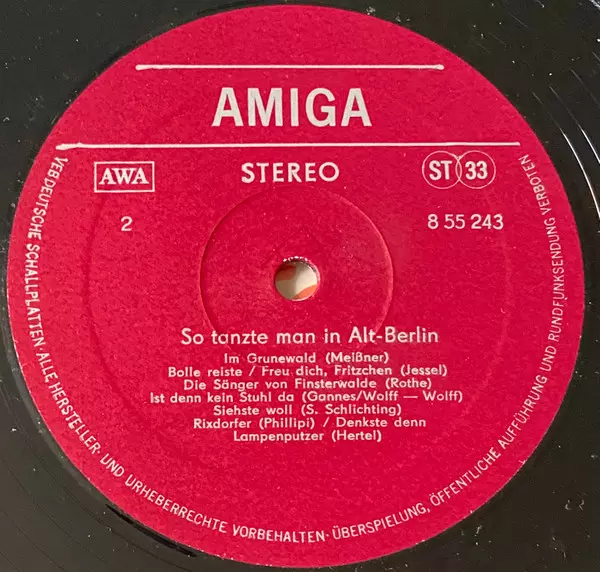 AMIGA
AWA
STEREO
ST 33
2
8 55 243
So tanzte man in Alt-Berlin
Im Grunewald (Meißner)
Bolle reiste / Freu dich, Fritzchen (Jessel)
Die Sänger von Finsterwalde (Rothe)
Ist denn kein Stuhl da (Gannes/Wolff — Wolff)
Siehste woll (S. Schlichting)
Rixdorfer (Phillipi) / Denkste denn
Lampenputzer (Hertel)
VEB DEUTSCHE SCHALLPLATTEN · ALLE HERSTELLER- UND URHEBERRECHTE VORBEHALTEN · ÜBERSPIELUNG, ÖFFENTLICHE AUFFÜHRUNG UND RUNDFUNKSENDUNG VERBOTEN